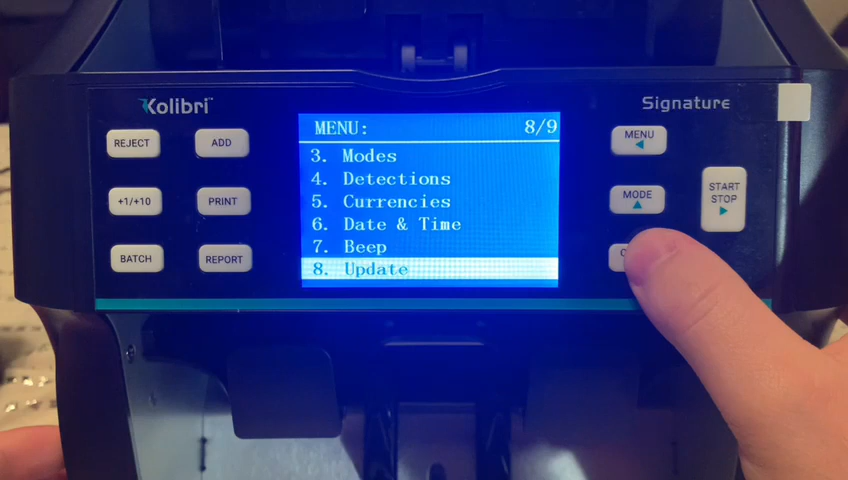 Kolibri™
Signature
REJECT
ADD
+1/+10
PRINT
BATCH
REPORT
MENU: 8/9
3. Modes
4. Detections
5. Currencies
6. Date & Time
7. Beep
8. Update
MENU
MODE
START
STOP